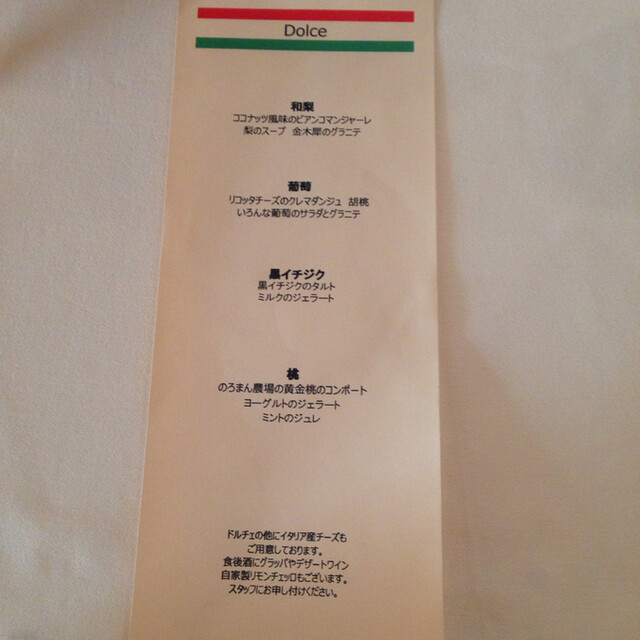 Dolce
和梨
ココナッツ風味のビアンコマンジャーレ
梨のスープ 金木犀のグラニテ
葡萄
リコッタチーズのクレマダンジュ 胡桃
いろんな葡萄のサラダとグラニテ
黒イチジク
黒イチジクのタルト
ミルクのジェラート
桃
のろまん農場の黄金桃のコンポート
ヨーグルトのジェラート
ミントのジュレ
ドルチェの他にイタリア産チーズも
ご用意しております。
食後酒にグラッパやデザートワイン
自家製リモンチェッロもございます。
スタッフにお申し付けください。